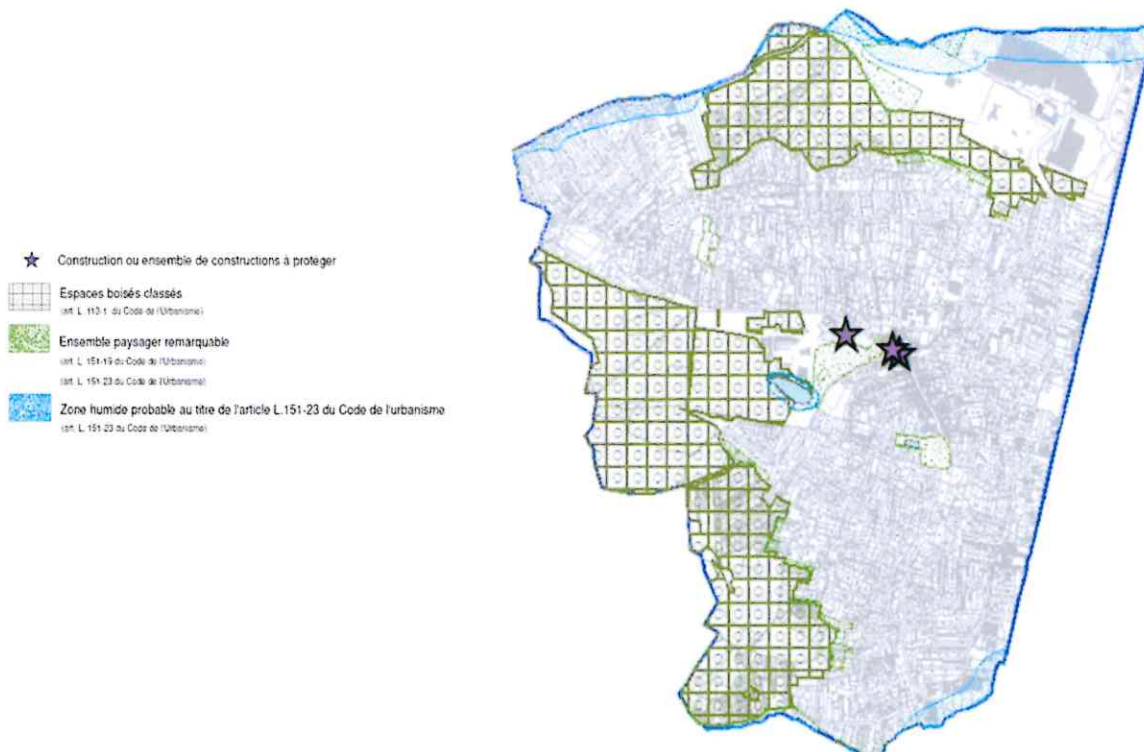 Construction ou ensemble de constructions à protéger
Espaces boisés classés
(art. L. 113-1 du Code de l'Urbanisme)
Ensemble paysager remarquable
(art. L. 151-19 du Code de l'Urbanisme)
(art. L. 151-23 du Code de l'Urbanisme)
Zone humide probable au titre de l'article L.151-23 du Code de l'urbanisme
(art. L. 151-23 du Code de l'Urbanisme)